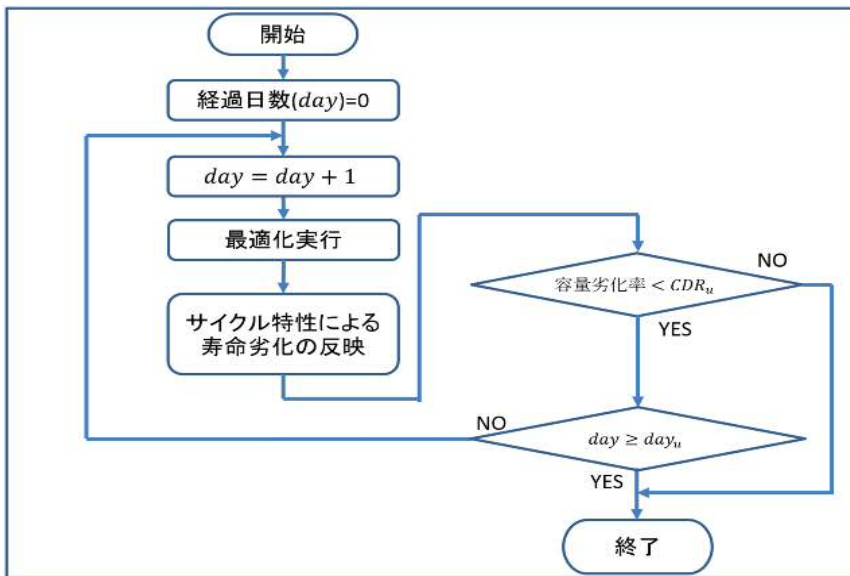 開始
経過日数(day)=0
day = day + 1
最適化実行
サイクル特性による
寿命劣化の反映
容量劣化率 < CDRu
NO
YES
day ≥ dayu
NO
YES
終了